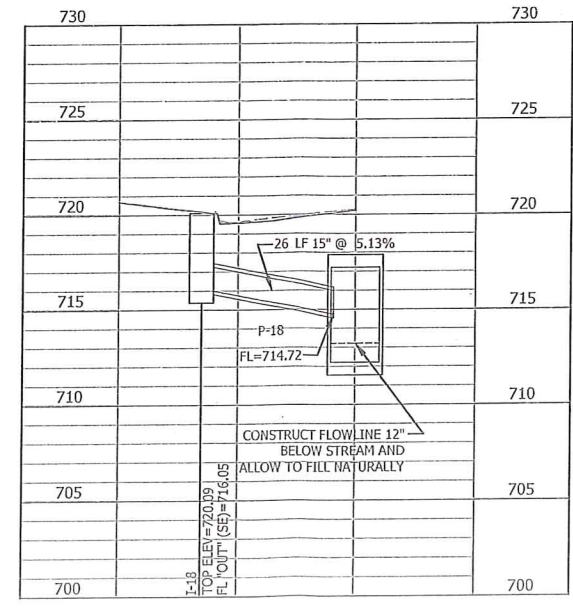 730 730
725 725
720 720
26 LF 15" @ 5.13%
715 715
P-18
FL=714.72
710 710
CONSTRUCT FLOWLINE 12"
BELOW STREAM AND
ALLOW TO FILL NATURALLY
705 705
I-18
TOP ELEV=720.09
FL "OUT" (SE)=716.05
700 700